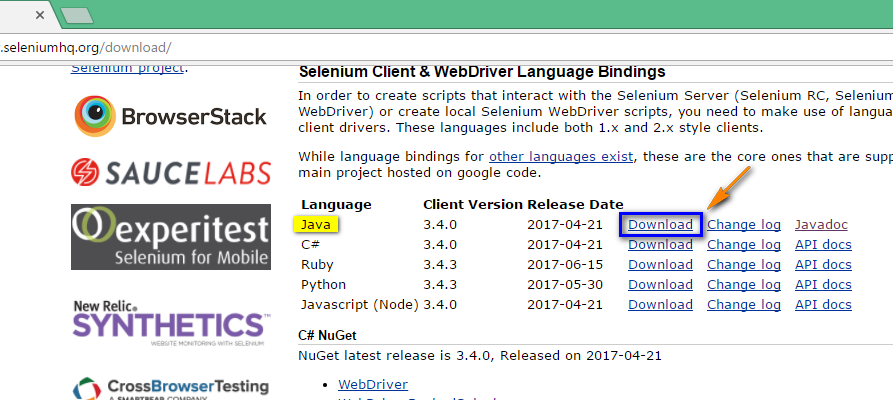 .seleniumhq.org/download/
Selenium project.
BrowserStack
SAUCE LABS
experitest
Selenium for Mobile
New Relic.
SYNTHETICS™
WEBSITE MONITORING WITH SELENIUM
CrossBrowserTesting
A SMARTBEAR COMPANY
Selenium Client & WebDriver Language Bindings
In order to create scripts that interact with the Selenium Server (Selenium RC, Selenium
WebDriver) or create local Selenium WebDriver scripts, you need to make use of
client drivers. These languages include both 1.x and 2.x style clients.
While language bindings for other languages exist, these are the core ones that are
main project hosted on google code.
Language Client Version Release Date
Java 3.4.0 2017-04-21 Download Change log Javadoc
C# 3.4.0 2017-04-21 Download Change log API docs
Ruby 3.4.3 2017-06-15 Download Change log API docs
Python 3.4.3 2017-05-30 Download Change log API docs
Javascript (Node) 3.4.0 2017-04-21 Download Change log API docs
C# NuGet
NuGet latest release is 3.4.0, Released on 2017-04-21
• WebDriver